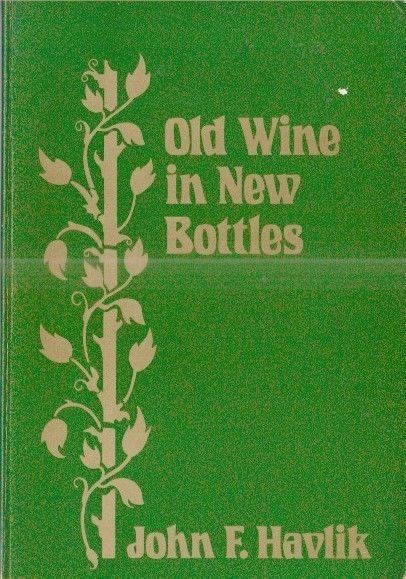 Old Wine
in New
Bottles
John F. Havlik